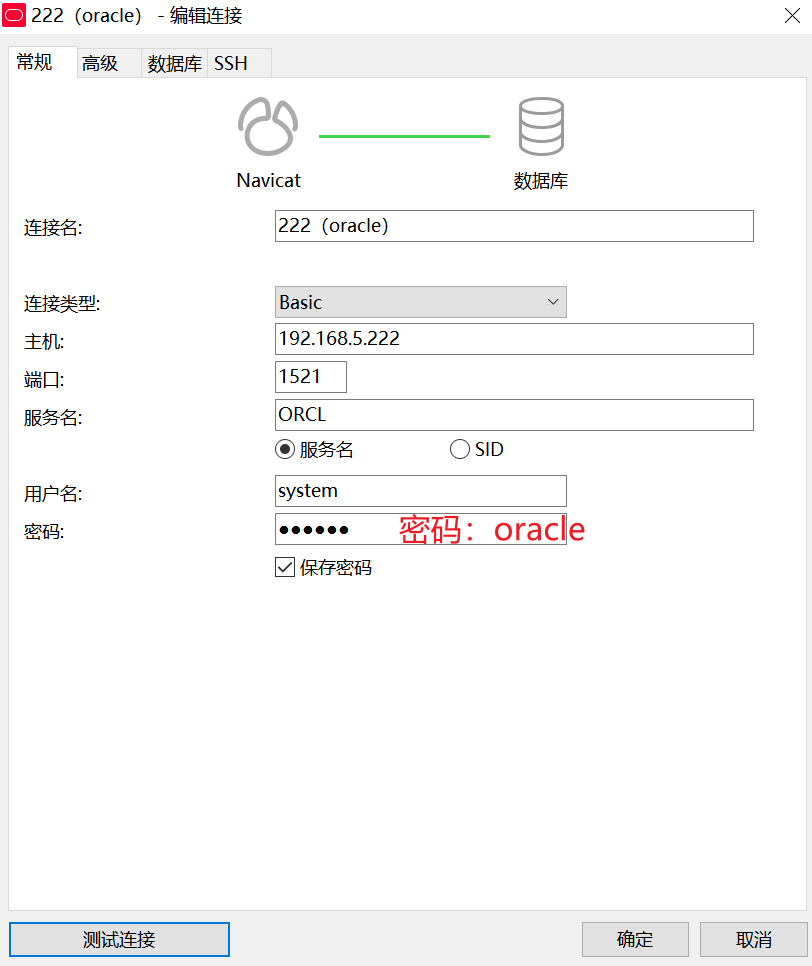 222（oracle） - 编辑连接
常规 高级 数据库 SSH
Navicat 数据库
连接名: 222（oracle）
连接类型: Basic
主机: 192.168.5.222
端口: 1521
服务名: ORCL
服务名 SID
用户名: system
密码: ●●●●●● 密码：oracle
保存密码
测试连接 确定 取消